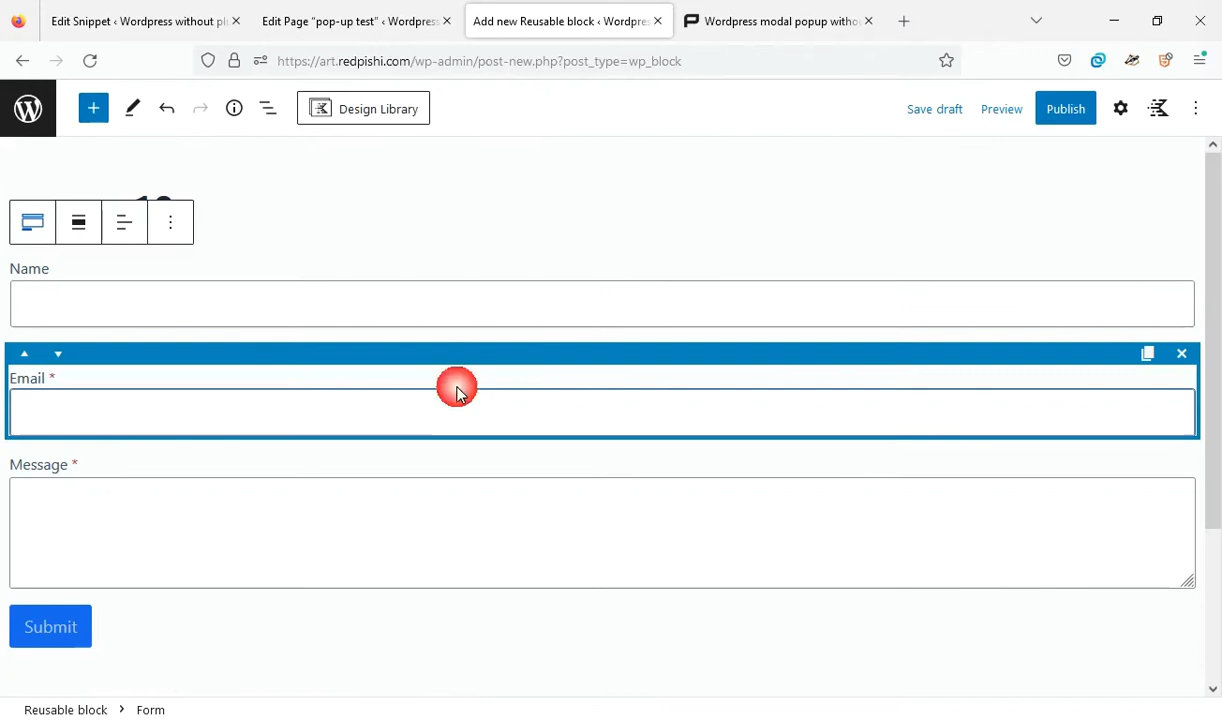 Edit Snippet ‹ Wordpress without pl
Edit Page “pop-up test” ‹ Wordpress
Add new Reusable block ‹ Wordpres
Wordpress modal popup witho
https://art.redpishi.com/wp-admin/post-new.php?post_type=wp_block
Design Library
Save draft
Preview
Publish
Name
Email *
Message *
Submit
Reusable block
Form